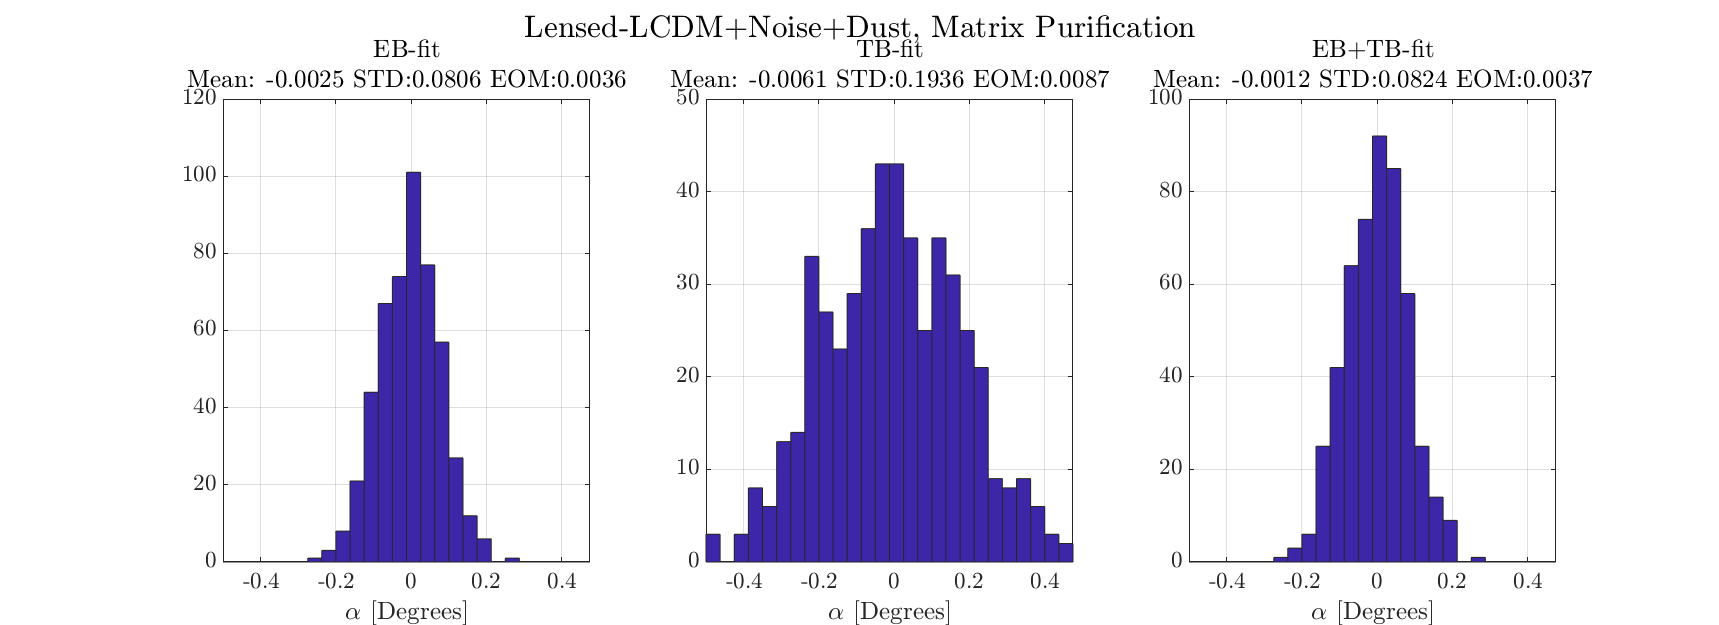 Lensed-LCDM+Noise+Dust, Matrix Purification
EB-fit
Mean: -0.0025 STD:0.0806 EOM:0.0036
120
100
80
60
40
20
0
-0.4 -0.2 0 0.2 0.4
α [Degrees]
TB-fit
Mean: -0.0061 STD:0.1936 EOM:0.0087
50
40
30
20
10
0
-0.4 -0.2 0 0.2 0.4
α [Degrees]
EB+TB-fit
Mean: -0.0012 STD:0.0824 EOM:0.0037
100
80
60
40
20
0
-0.4 -0.2 0 0.2 0.4
α [Degrees]